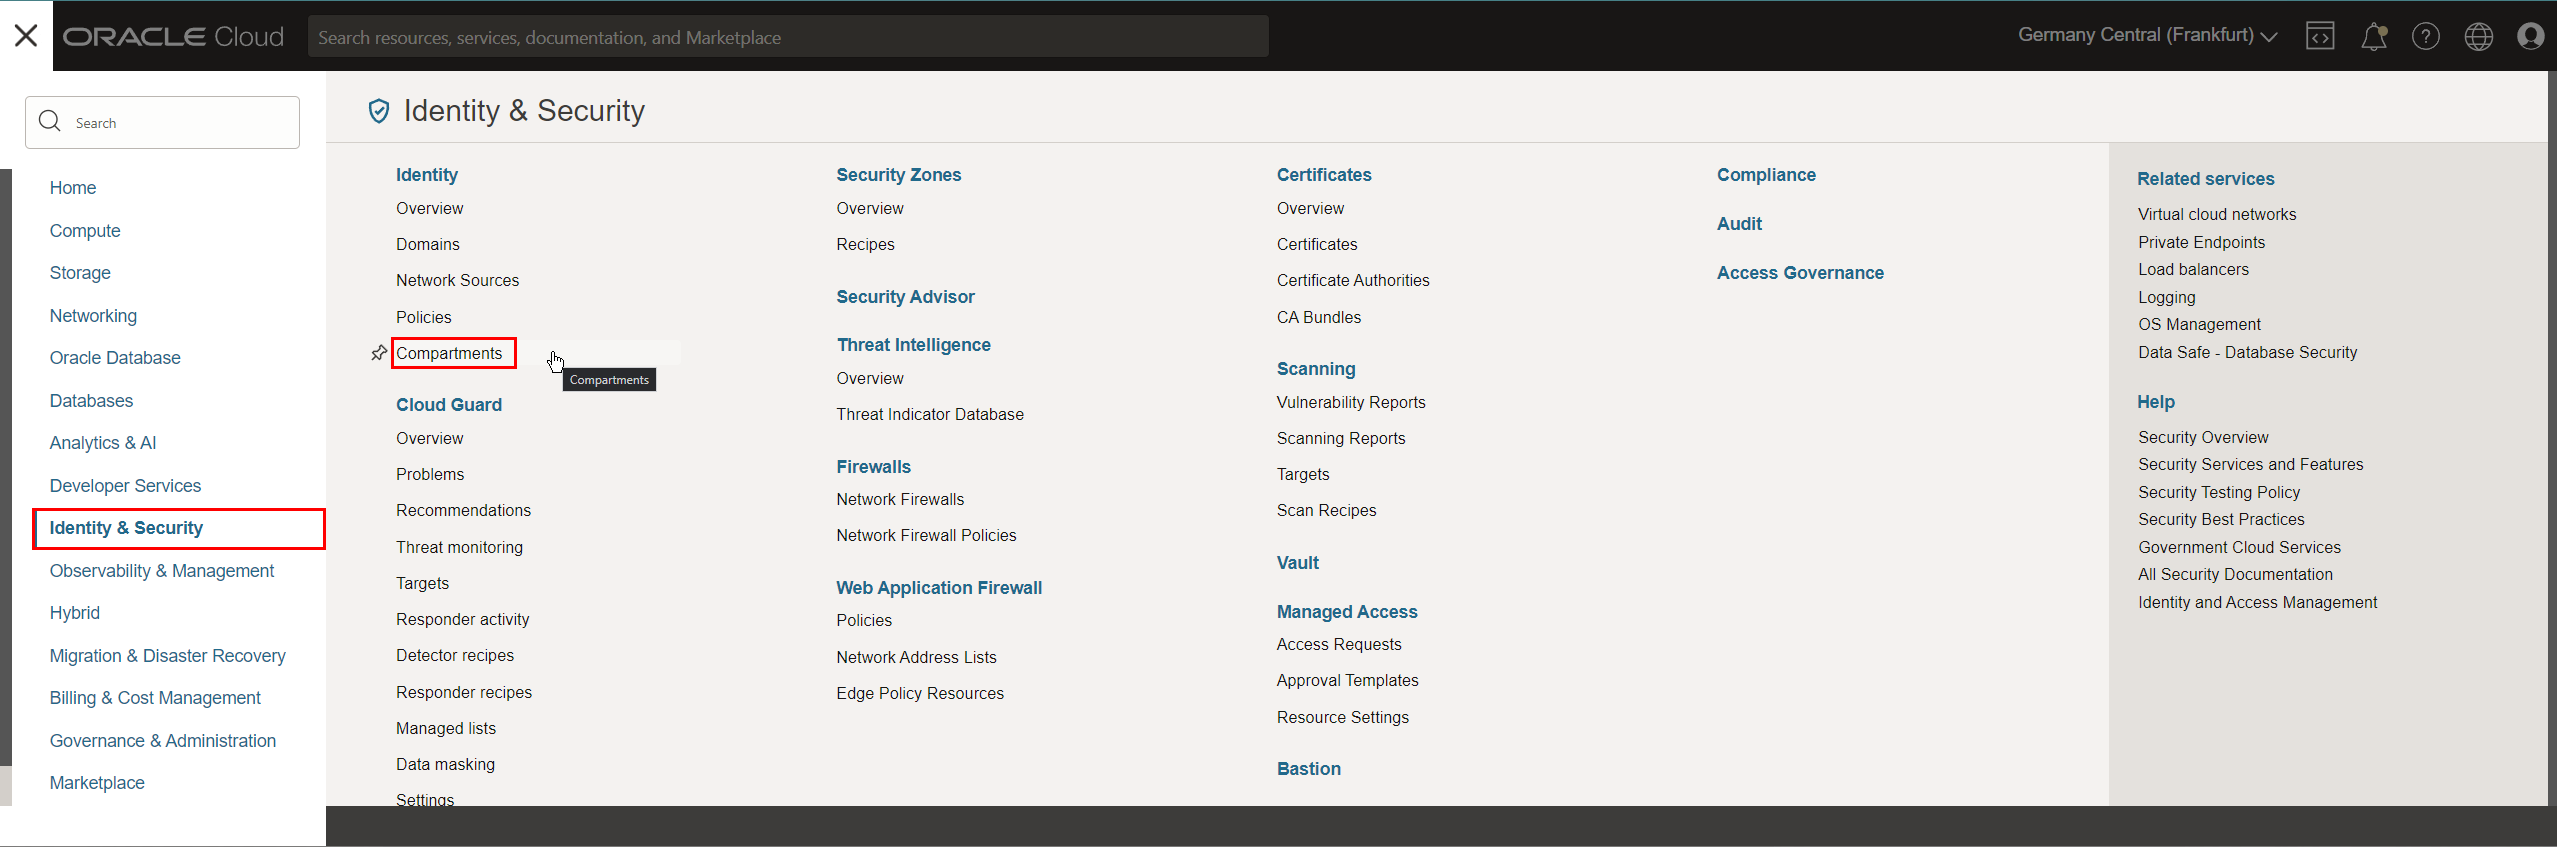 ORACLE Cloud
Search resources, services, documentation, and Marketplace
Germany Central (Frankfurt)
Search
Home
Compute
Storage
Networking
Oracle Database
Databases
Analytics & AI
Developer Services
Identity & Security
Observability & Management
Hybrid
Migration & Disaster Recovery
Billing & Cost Management
Governance & Administration
Marketplace
Identity & Security
Identity
Overview
Domains
Network Sources
Policies
Compartments
Compartments
Cloud Guard
Overview
Problems
Recommendations
Threat monitoring
Targets
Responder activity
Detector recipes
Responder recipes
Managed lists
Data masking
Settings
Security Zones
Overview
Recipes
Security Advisor
Threat Intelligence
Overview
Threat Indicator Database
Firewalls
Network Firewalls
Network Firewall Policies
Web Application Firewall
Policies
Network Address Lists
Edge Policy Resources
Certificates
Overview
Certificates
Certificate Authorities
CA Bundles
Scanning
Vulnerability Reports
Scanning Reports
Targets
Scan Recipes
Vault
Managed Access
Access Requests
Approval Templates
Resource Settings
Bastion
Compliance
Audit
Access Governance
Related services
Virtual cloud networks
Private Endpoints
Load balancers
Logging
OS Management
Data Safe - Database Security
Help
Security Overview
Security Services and Features
Security Testing Policy
Security Best Practices
Government Cloud Services
All Security Documentation
Identity and Access Management